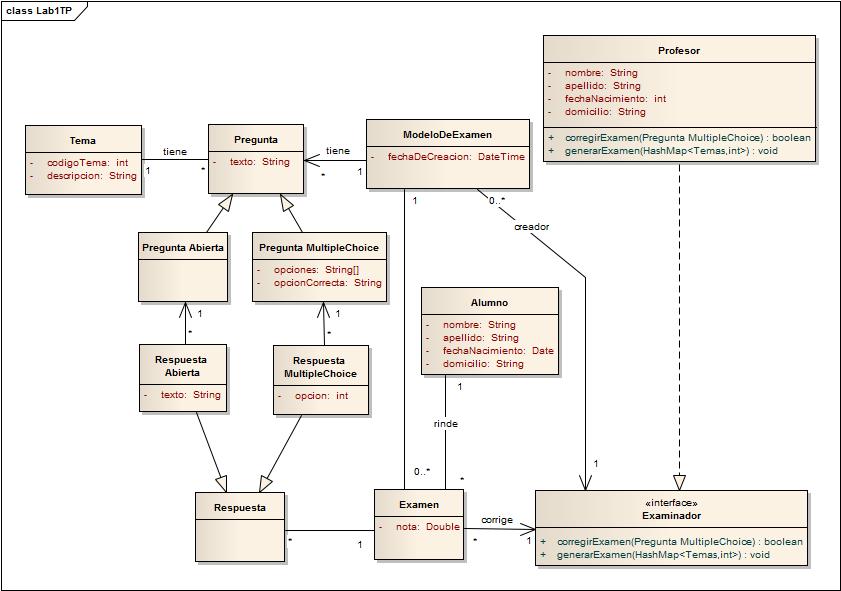 class Lab1TP
Profesor
- nombre: String
- apellido: String
- fechaNacimiento: int
- domicilio: String
+ corregirExamen(Pregunta MultipleChoice) : boolean
+ generarExamen(HashMap<Temas,int>) : void
Tema
- codigoTema: int
- descripcion: String
tiene
1
*
Pregunta
- texto: String
tiene
*
1
ModeloDeExamen
- fechaDeCreacion: DateTime
1
0..*
creador
Pregunta Abierta
Pregunta MultipleChoice
- opciones: String[]
- opcionCorrecta: String
1
*
1
*
Alumno
- nombre: String
- apellido: String
- fechaNacimiento: Date
- domicilio: String
1
rinde
Respuesta
Abierta
- texto: String
Respuesta
MultipleChoice
- opcion: int
0..*
*
1
Respuesta
*
1
Examen
- nota: Double
corrige
*
1
«interface»
Examinador
+ corregirExamen(Pregunta MultipleChoice) : boolean
+ generarExamen(HashMap<Temas,int>) : void